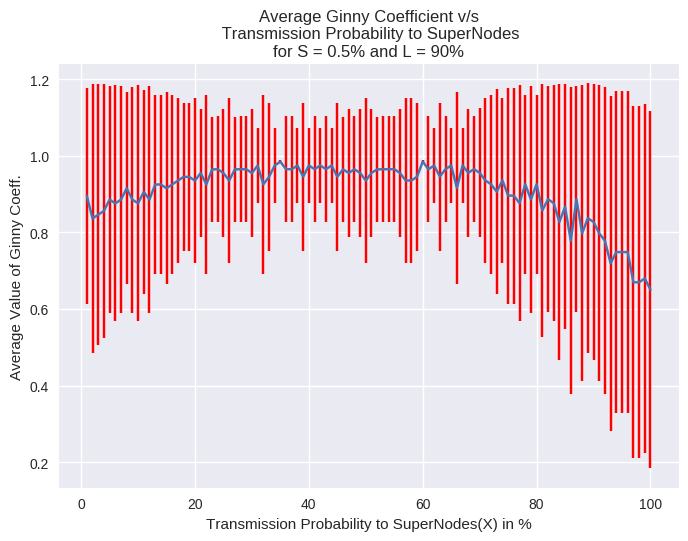 Average Ginny Coefficient v/s
Transmission Probability to SuperNodes
for S = 0.5% and L = 90%
1.2
1.0
0.8
0.6
0.4
0.2
Average Value of Ginny Coeff.
0
20
40
60
80
100
Transmission Probability to SuperNodes(X) in %